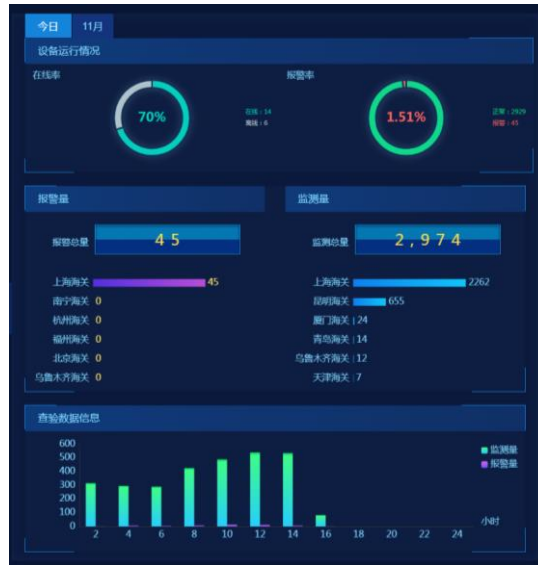 今日 11月
设备运行情况
在线率 报警率
70% 在线：14 1.51% 正常：2929
离线：6 报警：45
报警量 监测量
报警总量 45 监测总量 2,974
上海海关 45 上海海关 2262
南宁海关 0 昆明海关 655
杭州海关 0 厦门海关 24
福州海关 0 青岛海关 14
北京海关 0 乌鲁木齐海关 12
乌鲁木齐海关 0 天津海关 7
查验数据信息
600
500
400
300
200
100
0
监测量
报警量
小时
2 4 6 8 10 12 14 16 18 20 22 24